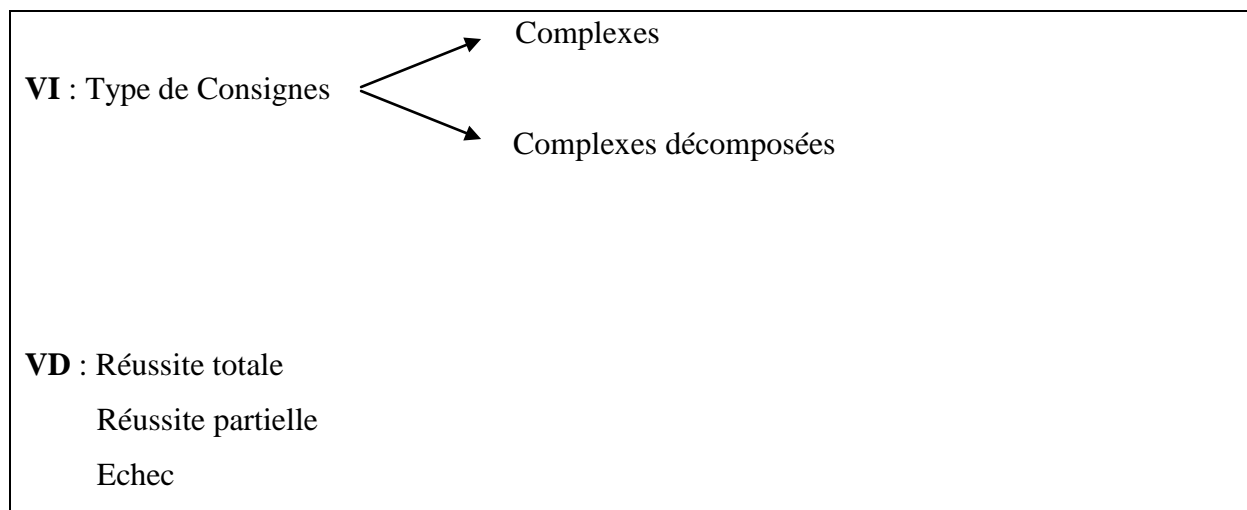 Complexes
VI : Type de Consignes
Complexes décomposées
VD : Réussite totale
Réussite partielle
Echec